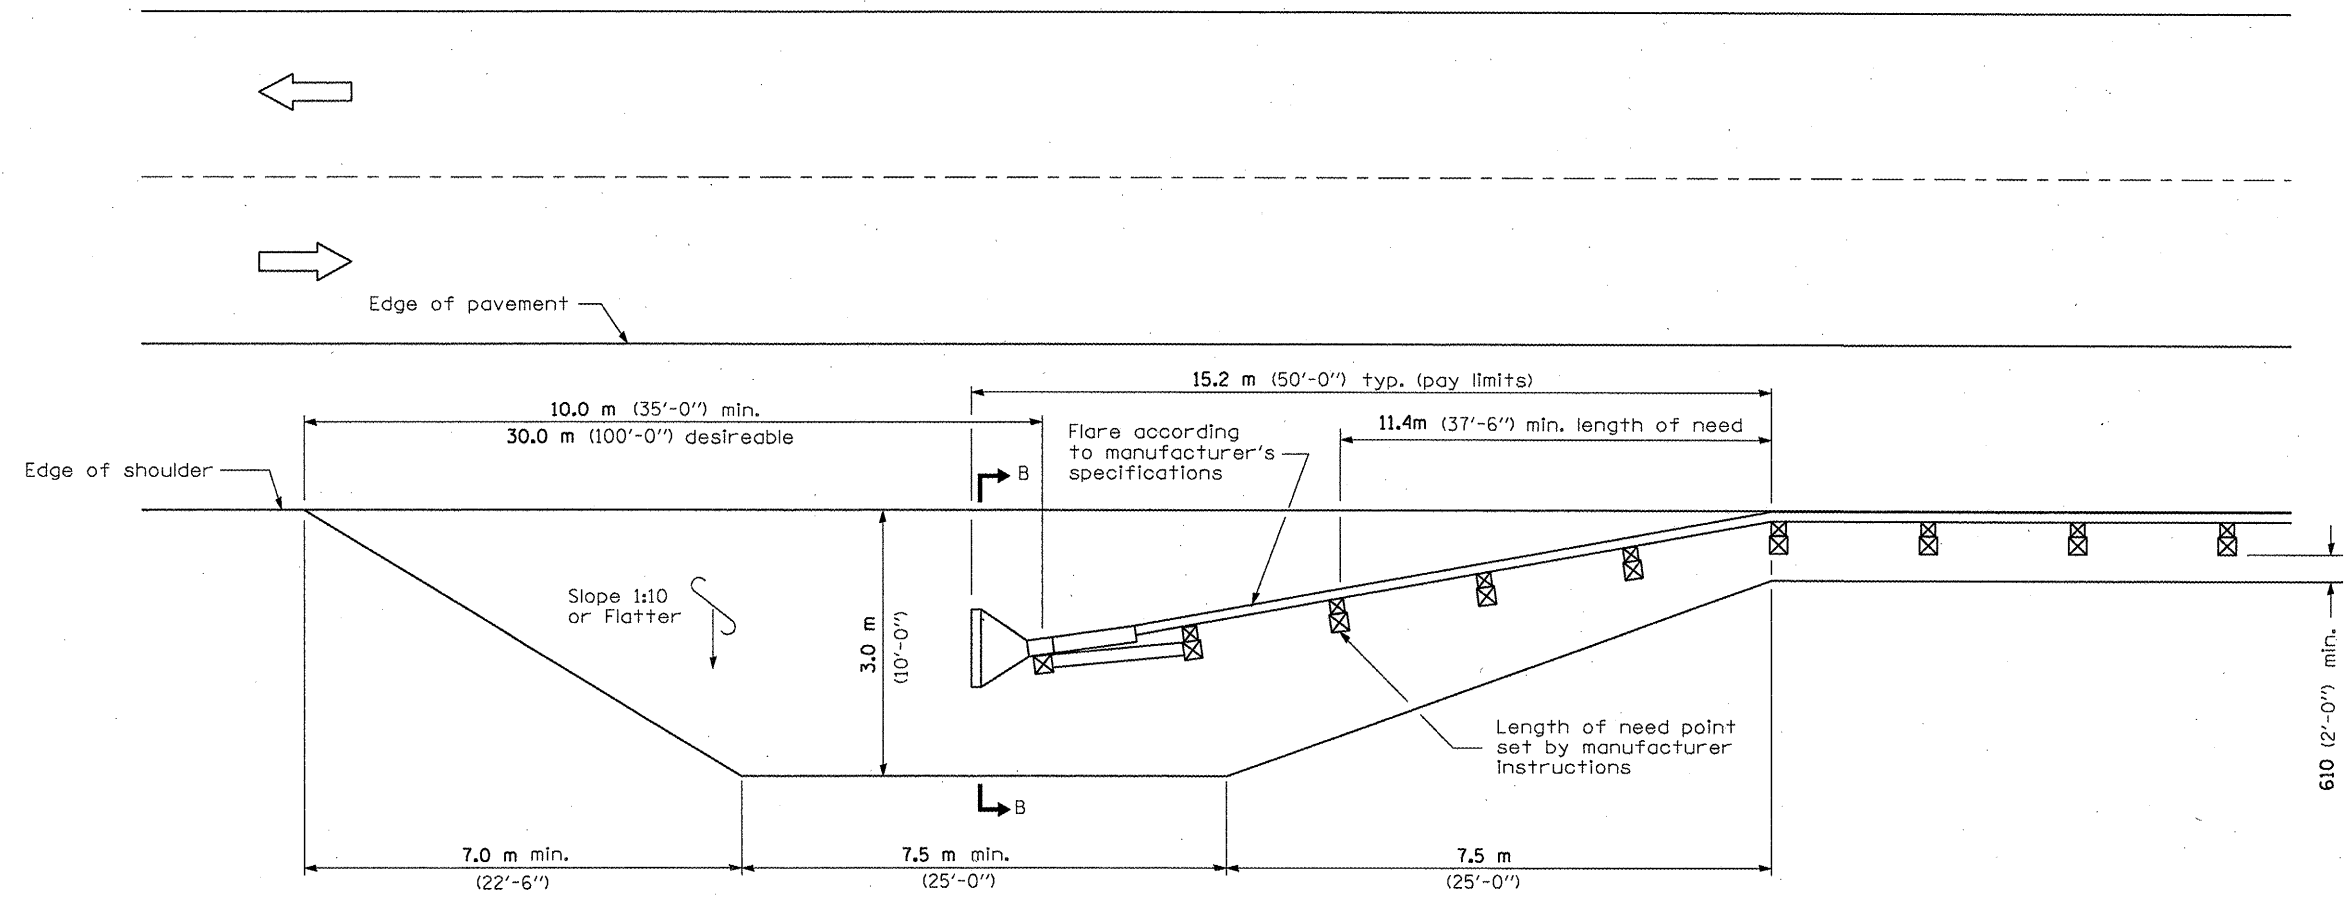 Edge of pavement
15.2 m (50'-0") typ. (pay limits)
10.0 m (35'-0") min.
30.0 m (100'-0") desireable
Flare according
to manufacturer's
specifications
11.4m (37'-6") min. length of need
Edge of shoulder
B
Slope 1:10
or Flatter
3.0 m
(10'-0")
Length of need point
set by manufacturer
instructions
610 (2'-0") min.
B
7.0 m min.
(22'-6")
7.5 m min.
(25'-0")
7.5 m
(25'-0")